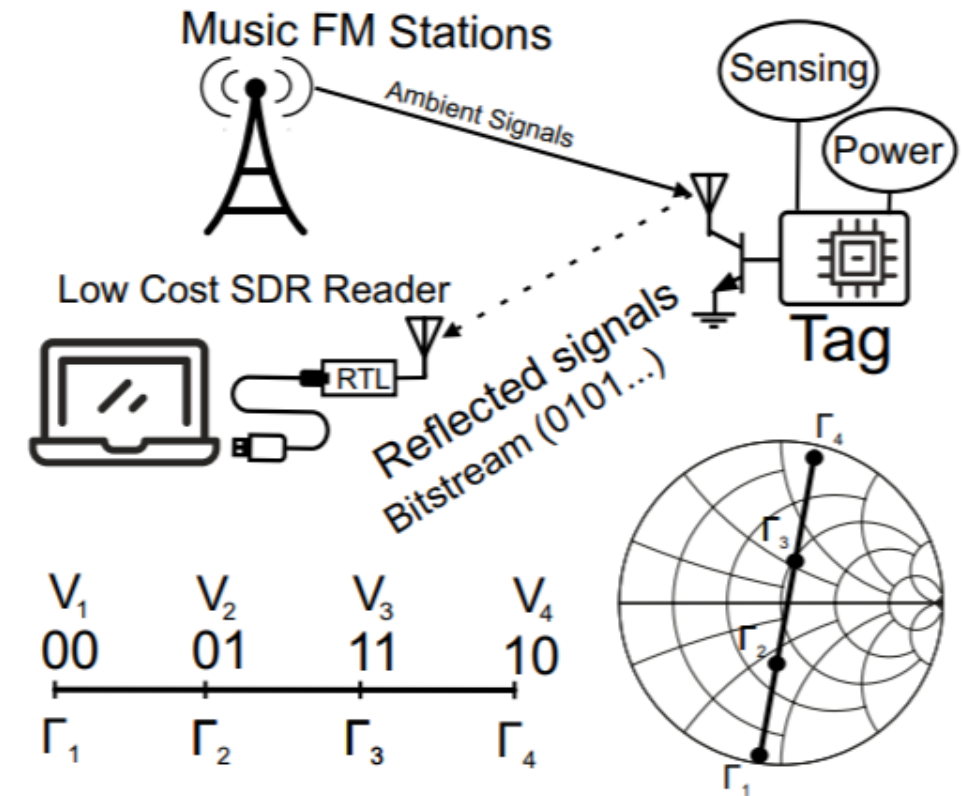 Music FM Stations
Ambient Signals
Sensing
Power
Low Cost SDR Reader
RTL
Tag
Reflected signals
Bitstream (0101...)
V₁ V₂ V₃ V₄
00 01 11 10
Γ₁ Γ₂ Γ₃ Γ₄
Γ₄
Γ₃
Γ₂
Γ₁